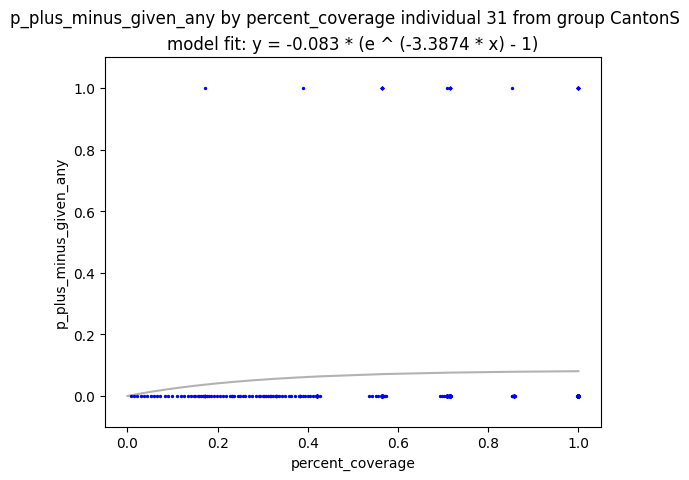 p_plus_minus_given_any by percent_coverage individual 31 from group CantonS
model fit: y = -0.083 * (e ^ (-3.3874 * x) - 1)
1.0
0.8
0.6
0.4
0.2
0.0
p_plus_minus_given_any
0.0 0.2 0.4 0.6 0.8 1.0
percent_coverage